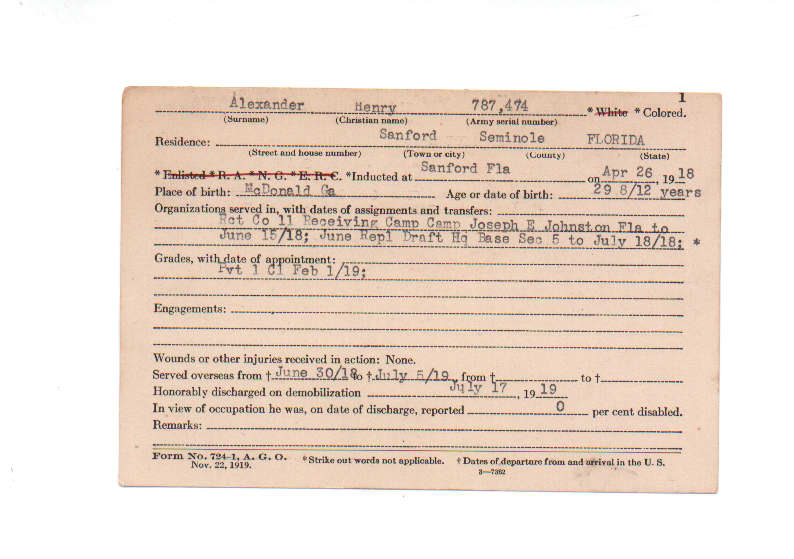 1
Alexander Henry 787,474 * White * Colored.
(Surname) (Christian name) (Army serial number)
Residence: Sanford Seminole FLORIDA
(Street and house number) (Town or city) (County) (State)
* Enlisted * R. A. * N. G. * E. R. C. *Inducted at Sanford Fla on Apr 26, 1918
Place of birth: McDonald Ga Age or date of birth: 29 8/12 years
Organizations served in, with dates of assignments and transfers:
Rct Co 11 Receiving Camp Camp Joseph E Johnston Fla to
June 15/18; June Repl Draft Hq Base Sec 5 to July 18/18; *
Grades, with date of appointment:
Pvt 1 Cl Feb 1/19;
Engagements:
Wounds or other injuries received in action: None.
Served overseas from † June 30/18 to † July 5/19, from † to †
Honorably discharged on demobilization July 17, 1919
In view of occupation he was, on date of discharge, reported 0 per cent disabled.
Remarks:
Form No. 724-1, A. G. O. *Strike out words not applicable. † Dates of departure from and arrival in the U. S.
Nov. 22, 1919. 3—7362